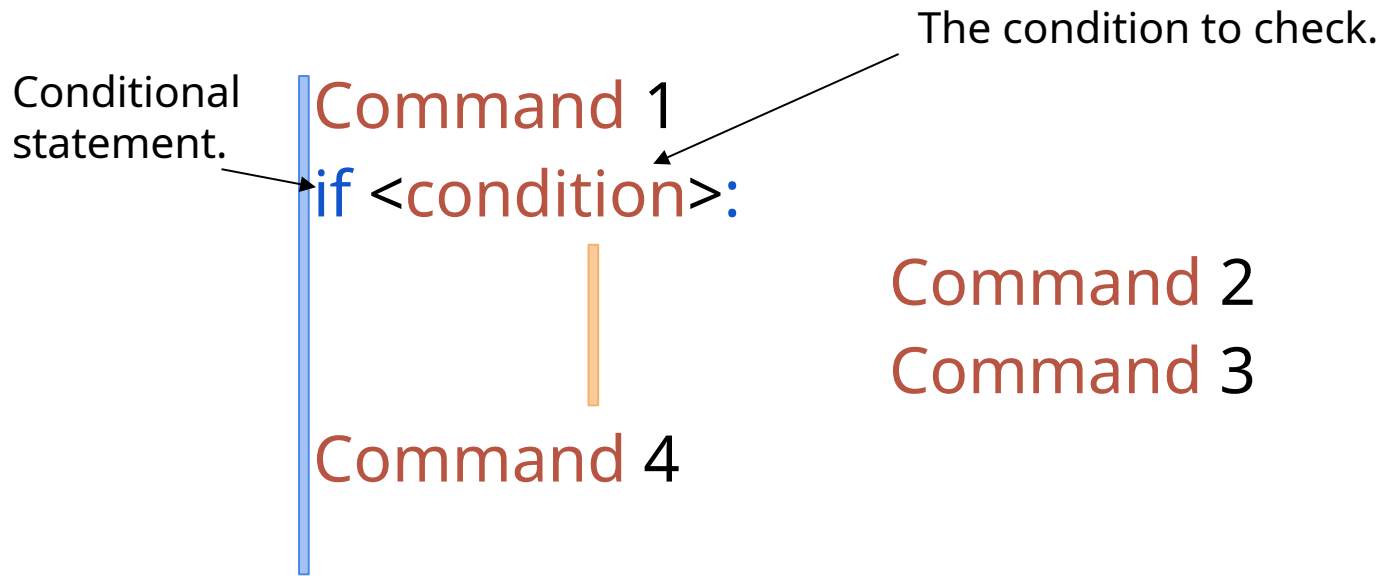 The condition to check.
Conditional
statement.
Command 1
if <condition>:
Command 2
Command 3
Command 4